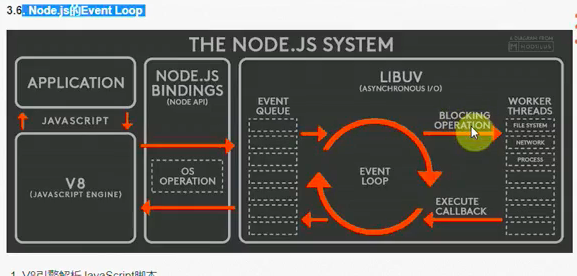 3.6. Node.js的Event Loop
THE NODE.JS SYSTEM
APPLICATION
JAVASCRIPT
V8
(JAVASCRIPT ENGINE)
NODE.JS
BINDINGS
(NODE API)
OS
OPERATION
LIBUV
(ASYNCHRONOUS I/O)
EVENT
QUEUE
EVENT
LOOP
BLOCKING
OPERATION
EXECUTE
CALLBACK
WORKER
THREADS
FILE SYSTEM
NETWORK
PROCESS
1. V8引擎解析JavaScript脚本